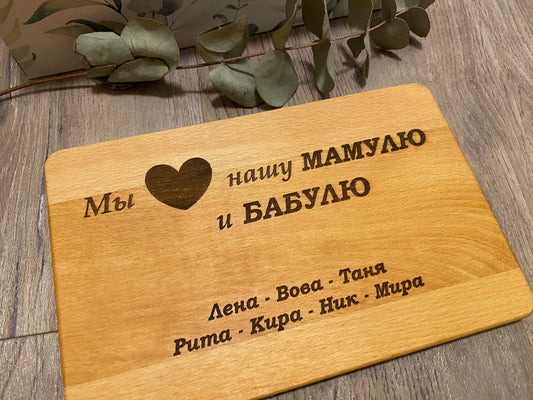 Мы ❤ нашу МАМУЛЮ
и БАБУЛЮ
Лена - Вова - Таня
Рита - Кира - Ник - Мира